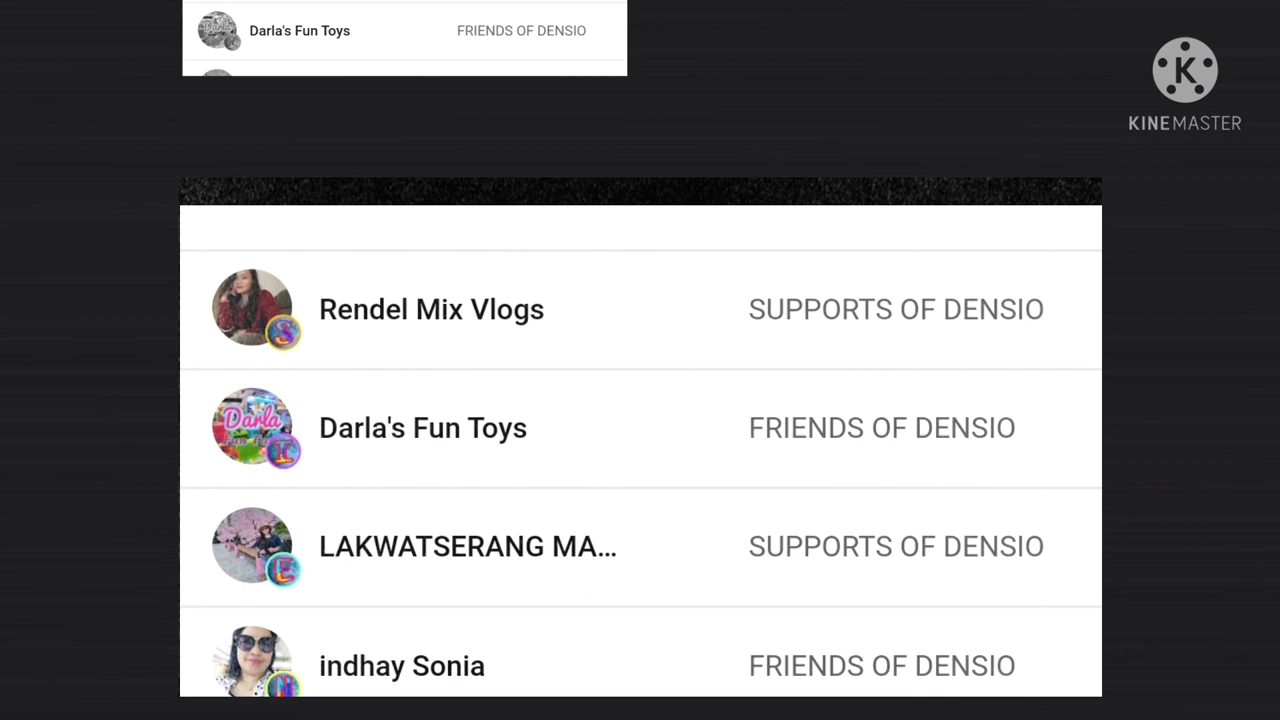 Darla's Fun Toys FRIENDS OF DENSIO
K
KINEMASTER
Rendel Mix Vlogs SUPPORTS OF DENSIO
S
Darla's Fun Toys FRIENDS OF DENSIO
Darla
I
LAKWATSERANG MA... SUPPORTS OF DENSIO
E
indhay Sonia FRIENDS OF DENSIO